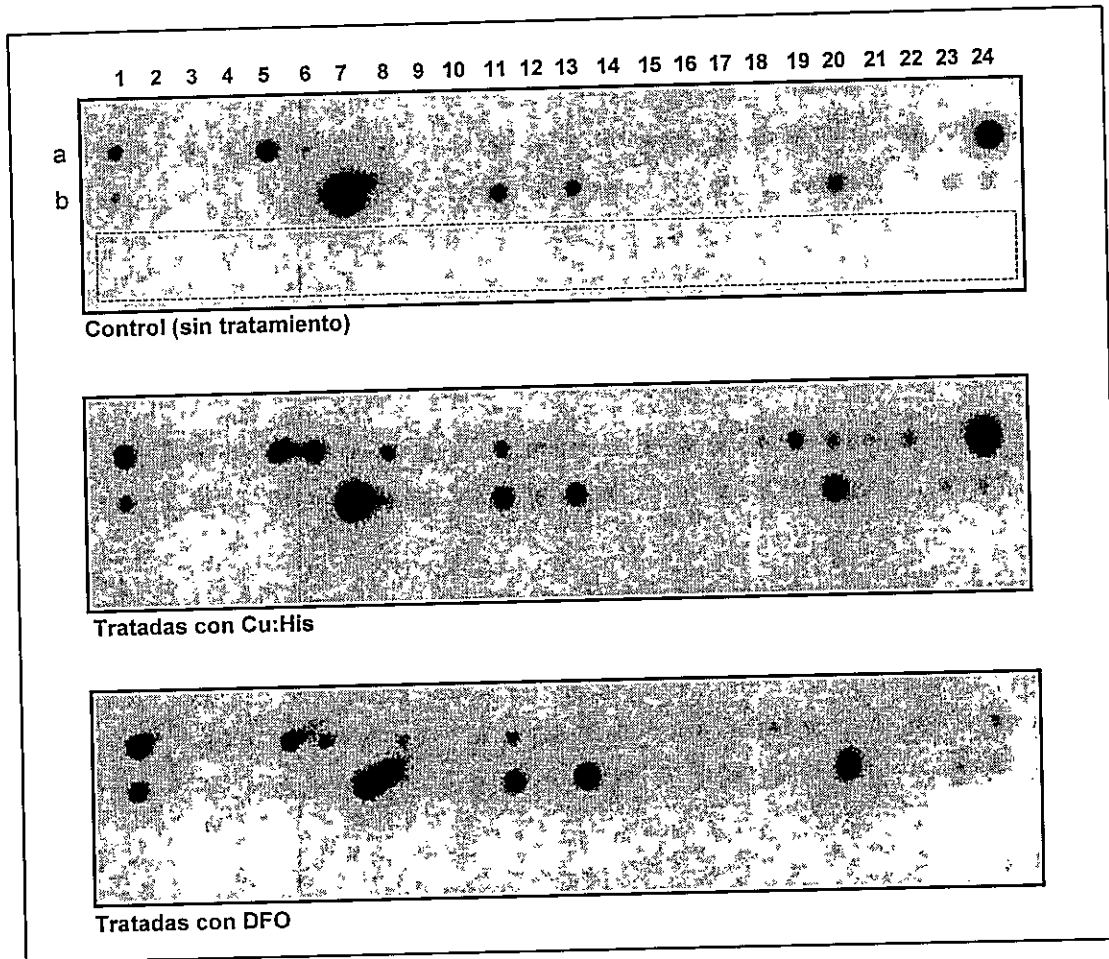 1 2 3 4 5 6 7 8 9 10 11 12 13 14 15 16 17 18 19 20 21 22 23 24
a
b
Control (sin tratamiento)
Tratadas con Cu:His
Tratadas con DFO